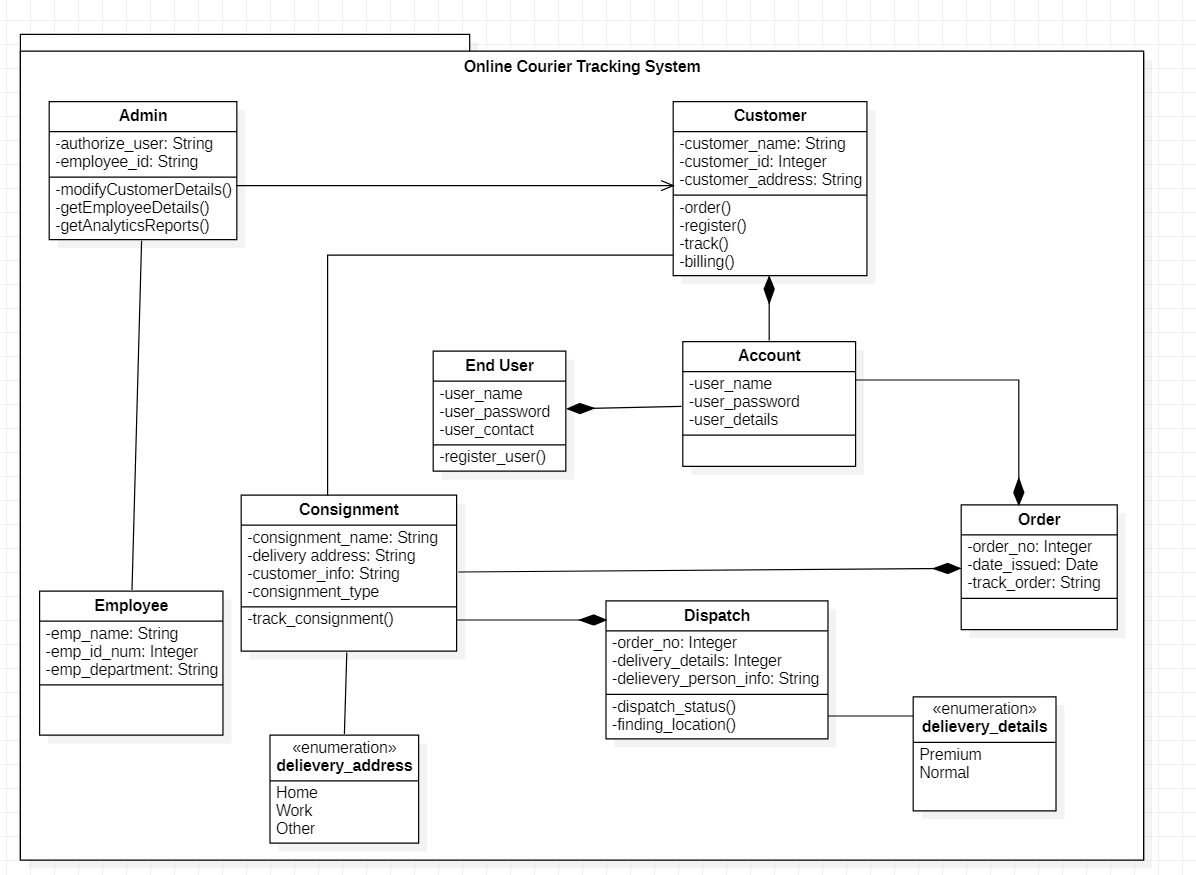 Online Courier Tracking System
Admin
-authorize_user: String
-employee_id: String
-modifyCustomerDetails()
-getEmployeeDetails()
-getAnalyticsReports()
Customer
-customer_name: String
-customer_id: Integer
-customer_address: String
-order()
-register()
-track()
-billing()
End User
-user_name
-user_password
-user_contact
-register_user()
Account
-user_name
-user_password
-user_details
Consignment
-consignment_name: String
-delivery address: String
-customer_info: String
-consignment_type
-track_consignment()
Order
-order_no: Integer
-date_issued: Date
-track_order: String
Employee
-emp_name: String
-emp_id_num: Integer
-emp_department: String
Dispatch
-order_no: Integer
-delivery_details: Integer
-delievery_person_info: String
-dispatch_status()
-finding_location()
«enumeration»
delievery_address
Home
Work
Other
«enumeration»
delievery_details
Premium
Normal